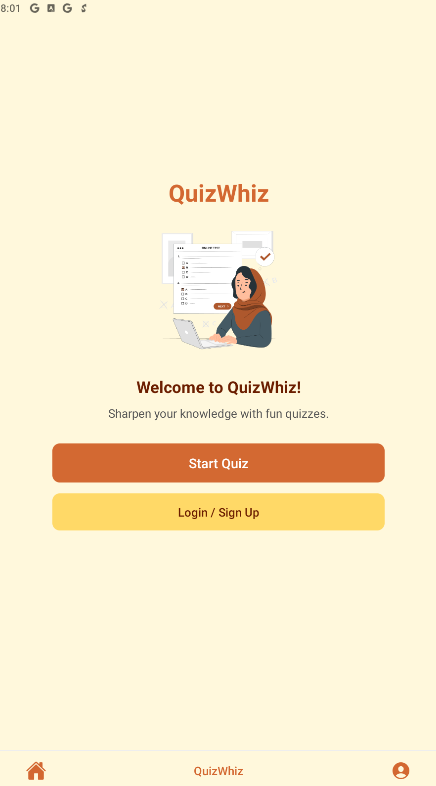 8:01
QuizWhiz
Welcome to QuizWhiz!
Sharpen your knowledge with fun quizzes.
Start Quiz
Login / Sign Up
QuizWhiz